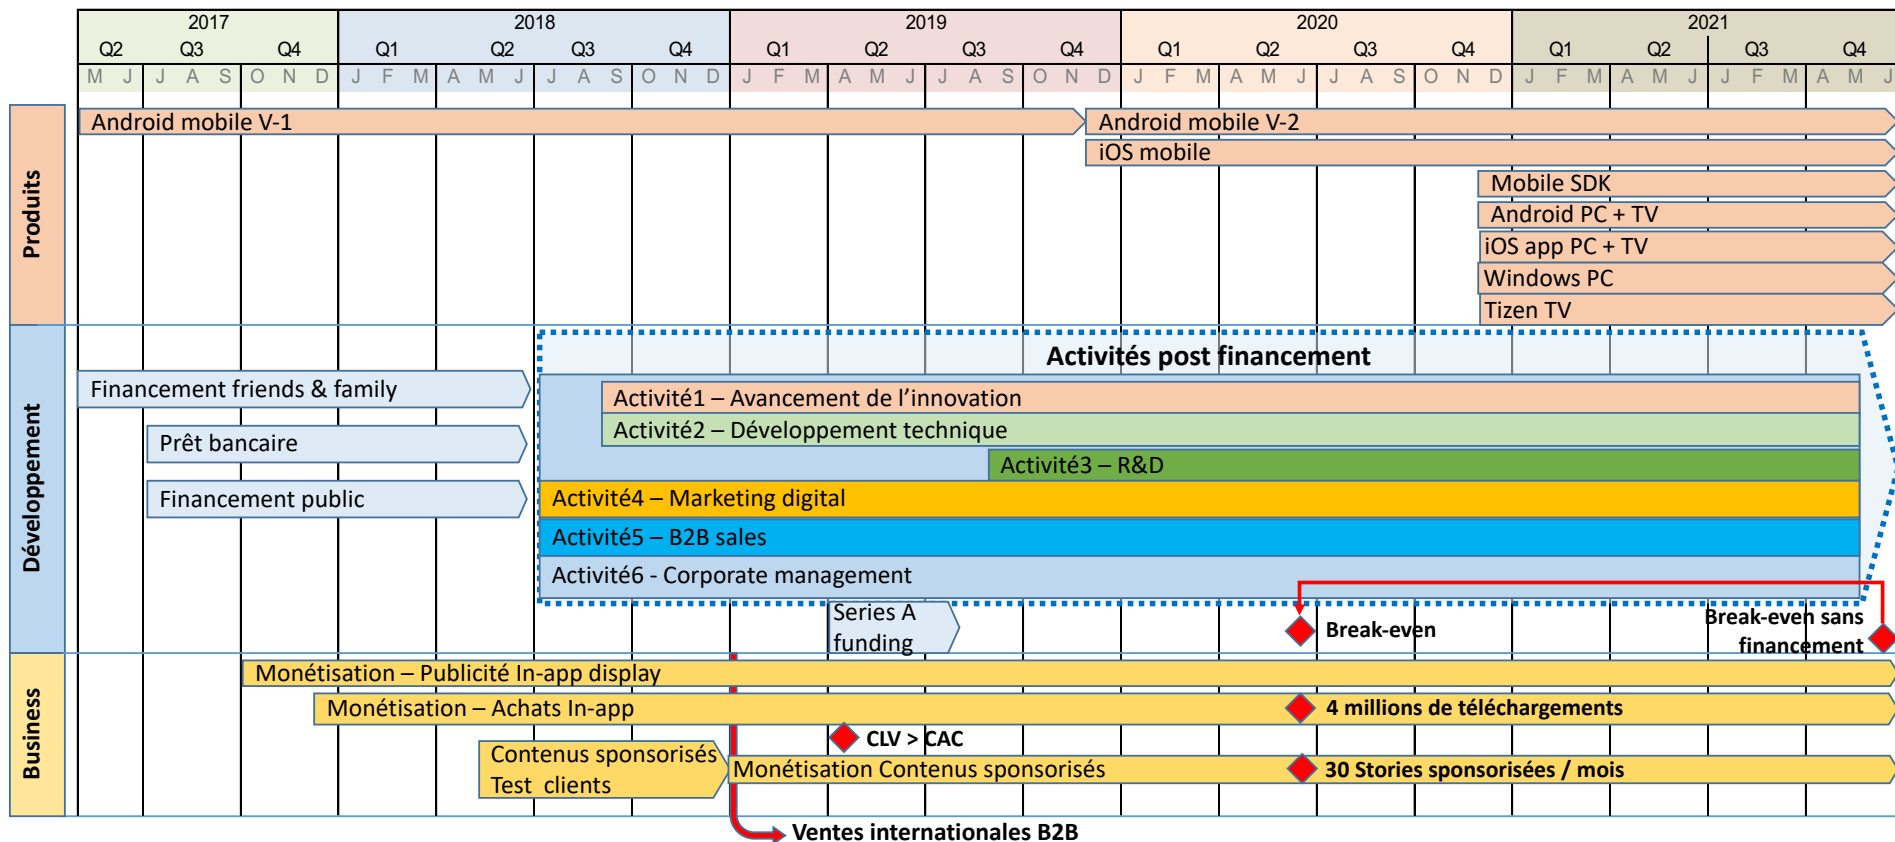 2017 2018 2019 2020 2021
Q2 Q3 Q4 Q1 Q2 Q3 Q4 Q1 Q2 Q3 Q4 Q1 Q2 Q3 Q4 Q1 Q2 Q3 Q4
M J J A S O N D J F M A M J J A S O N D J F M A M J J A S O N D J F M A M J J A S O N D J F M A M J J F M A M J
Produits
Android mobile V-1
Android mobile V-2
iOS mobile
Mobile SDK
Android PC + TV
iOS app PC + TV
Windows PC
Tizen TV
Développement
Activités post financement
Financement friends & family
Prêt bancaire
Financement public
Activité1 – Avancement de l’innovation
Activité2 – Développement technique
Activité3 – R&D
Activité4 – Marketing digital
Activité5 – B2B sales
Activité6 - Corporate management
Series A
funding
Break-even
Break-even sans
financement
Business
Monétisation – Publicité In-app display
Monétisation – Achats In-app
4 millions de téléchargements
CLV > CAC
Contenus sponsorisés
Test clients
Monétisation Contenus sponsorisés
30 Stories sponsorisées / mois
Ventes internationales B2B